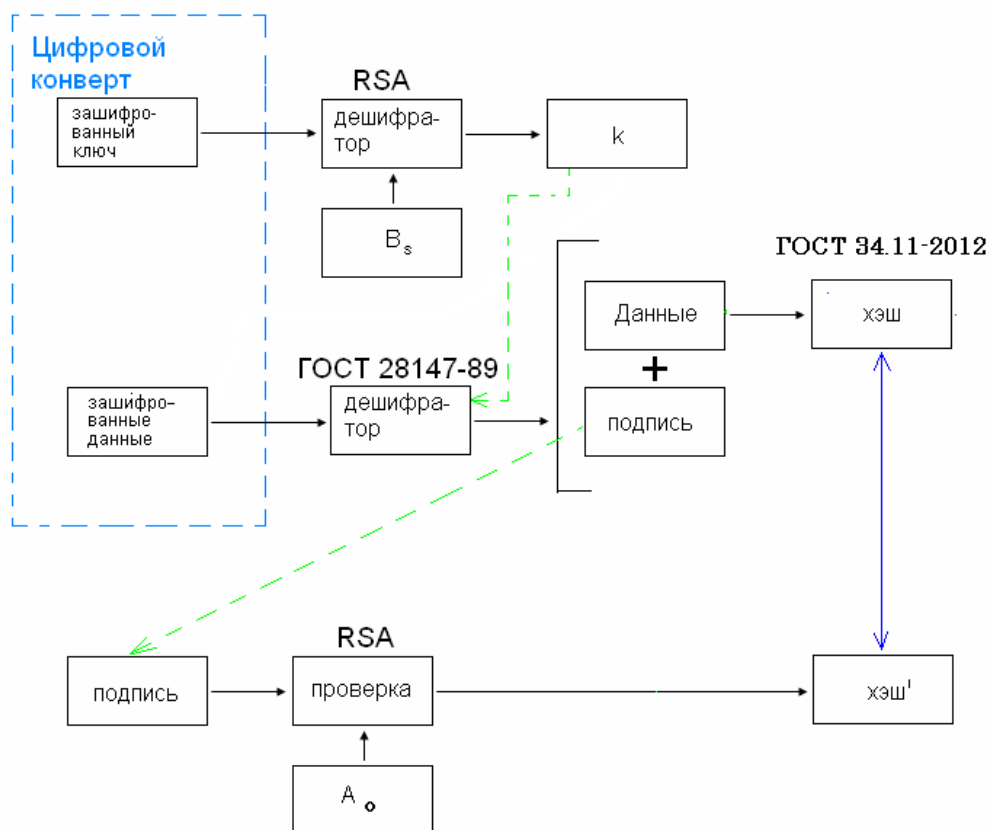 Цифровой
конверт
RSA
зашифро-
ванный
ключ
дешифра-
тор
k
B s
ГОСТ 34.11-2012
Данные
хэш
+
ГОСТ 28147-89
зашифро-
ванные
данные
дешифра-
тор
подпись
RSA
подпись
проверка
хэш'
A o